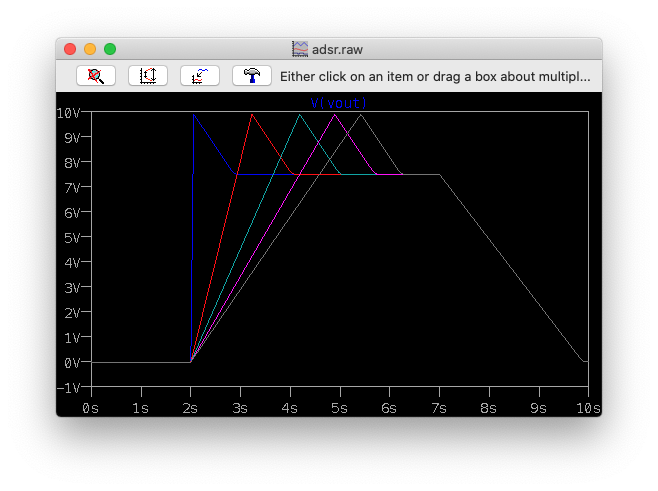 adsr.raw
Either click on an item or drag a box about multipl...
V(vout)
10V
9V
8V
7V
6V
5V
4V
3V
2V
1V
0V
-1V
0s 1s 2s 3s 4s 5s 6s 7s 8s 9s 10s